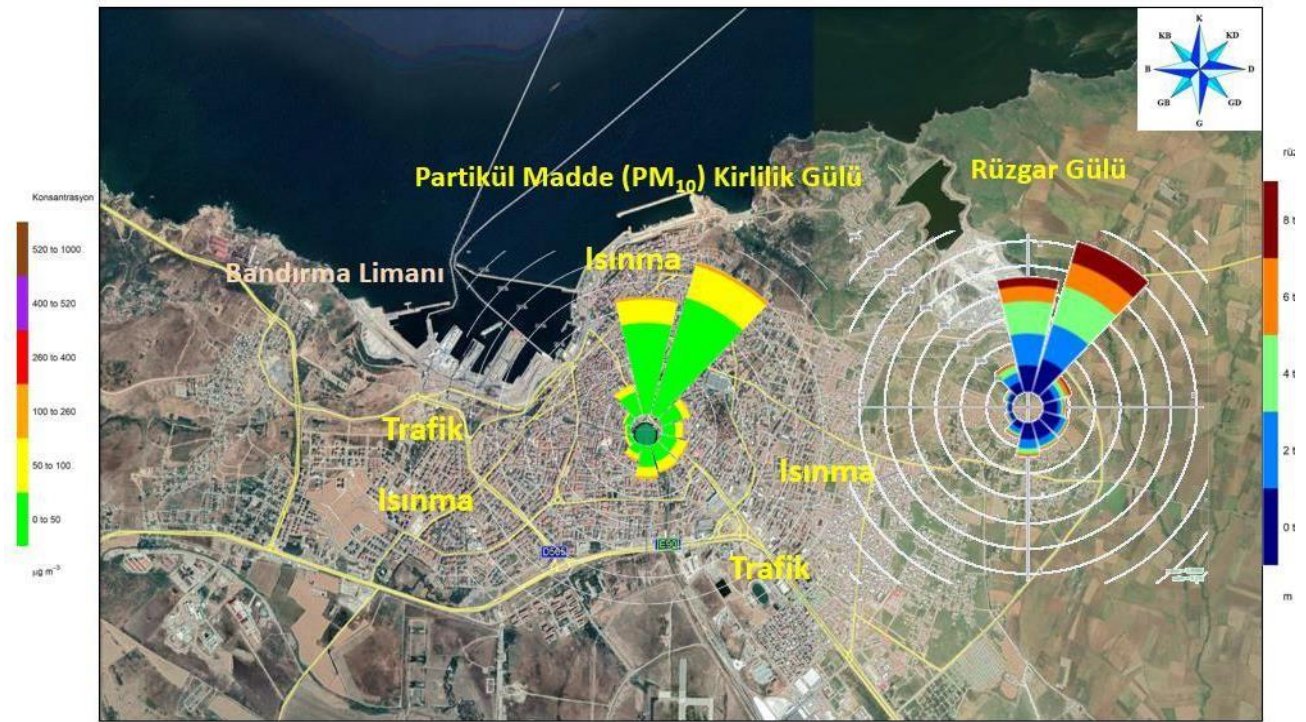 K
KB
KD
B
D
GB
GD
G
Partikül Madde (PM₁₀) Kirlilik Gülü
Rüzgar Gülü
Isınma
Bandırma Limanı
Trafik
Isınma
Isınma
Trafik
D565
E90
Konsantrasyon
520 to 1000
400 to 520
260 to 400
100 to 260
50 to 100
0 to 50
µg m⁻³
rüz
8 t
6 t
4 t
2 t
0 t
m